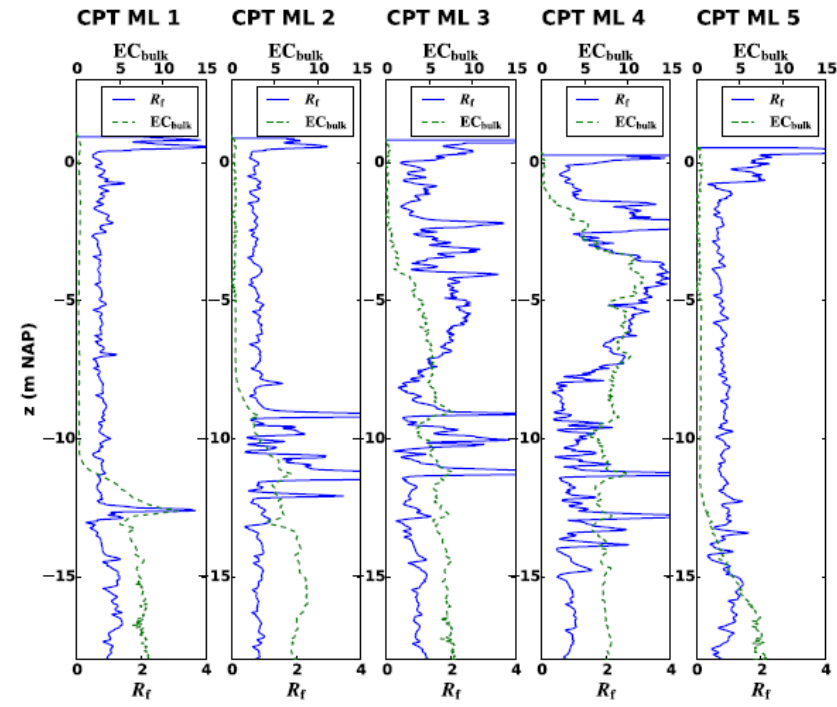 CPT ML 1 CPT ML 2 CPT ML 3 CPT ML 4 CPT ML 5
EC_bulk EC_bulk EC_bulk EC_bulk EC_bulk
0 5 10 15 0 5 10 15 0 5 10 15 0 5 10 15 0 5 10 15
R_f R_f R_f R_f R_f
EC_bulk EC_bulk EC_bulk EC_bulk EC_bulk
0 0 0 0 0
−5 −5 −5 −5 −5
z (m NAP)
−10 −10 −10 −10 −10
−15 −15 −15 −15 −15
0 1 2 3 4 0 1 2 3 4 0 1 2 3 4 0 1 2 3 4 0 1 2 3 4
R_f R_f R_f R_f R_f